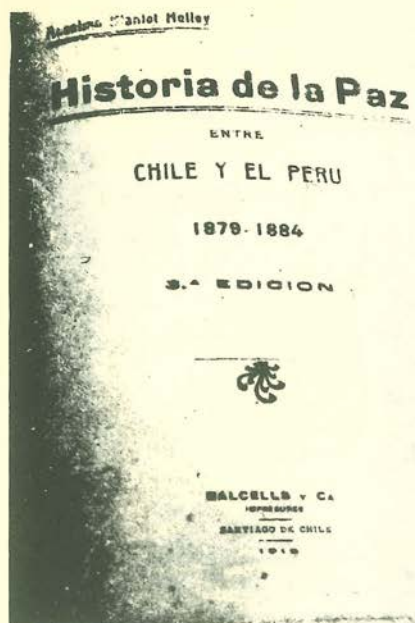 Historia de la Paz
ENTRE
CHILE Y EL PERU
1879-1884
3.ª EDICION
BALCELLS Y CA
IMPRESORES
SANTIAGO DE CHILE